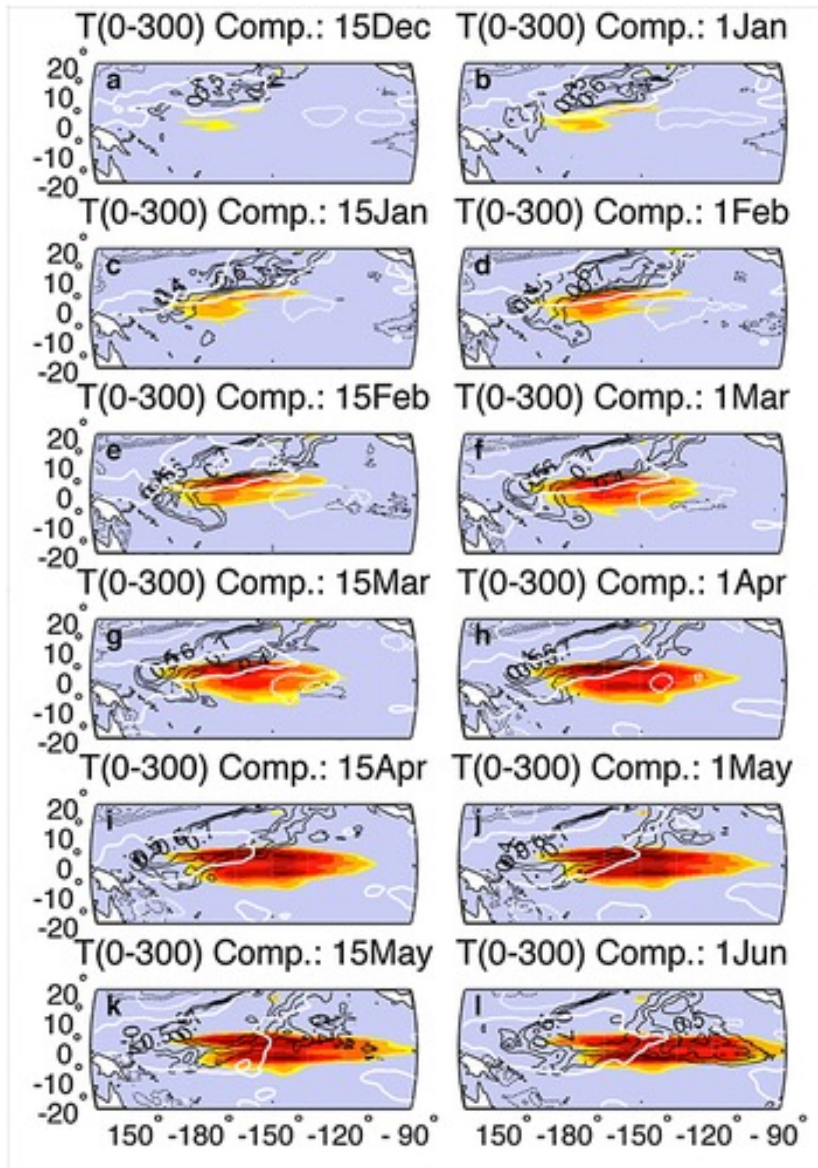 T(0-300) Comp.: 15Dec T(0-300) Comp.: 1Jan
20° a b
10°
0°
-10°
-20°
T(0-300) Comp.: 15Jan T(0-300) Comp.: 1Feb
20° c d
10°
0°
-10°
-20°
T(0-300) Comp.: 15Feb T(0-300) Comp.: 1Mar
20° e f
10°
0°
-10°
-20°
T(0-300) Comp.: 15Mar T(0-300) Comp.: 1Apr
20° g h
10°
0°
-10°
-20°
T(0-300) Comp.: 15Apr T(0-300) Comp.: 1May
20° i j
10°
0°
-10°
-20°
T(0-300) Comp.: 15May T(0-300) Comp.: 1Jun
20° k l
10°
0°
-10°
-20°
150° -180° -150° -120° - 90° 150° -180° -150° -120° - 90°